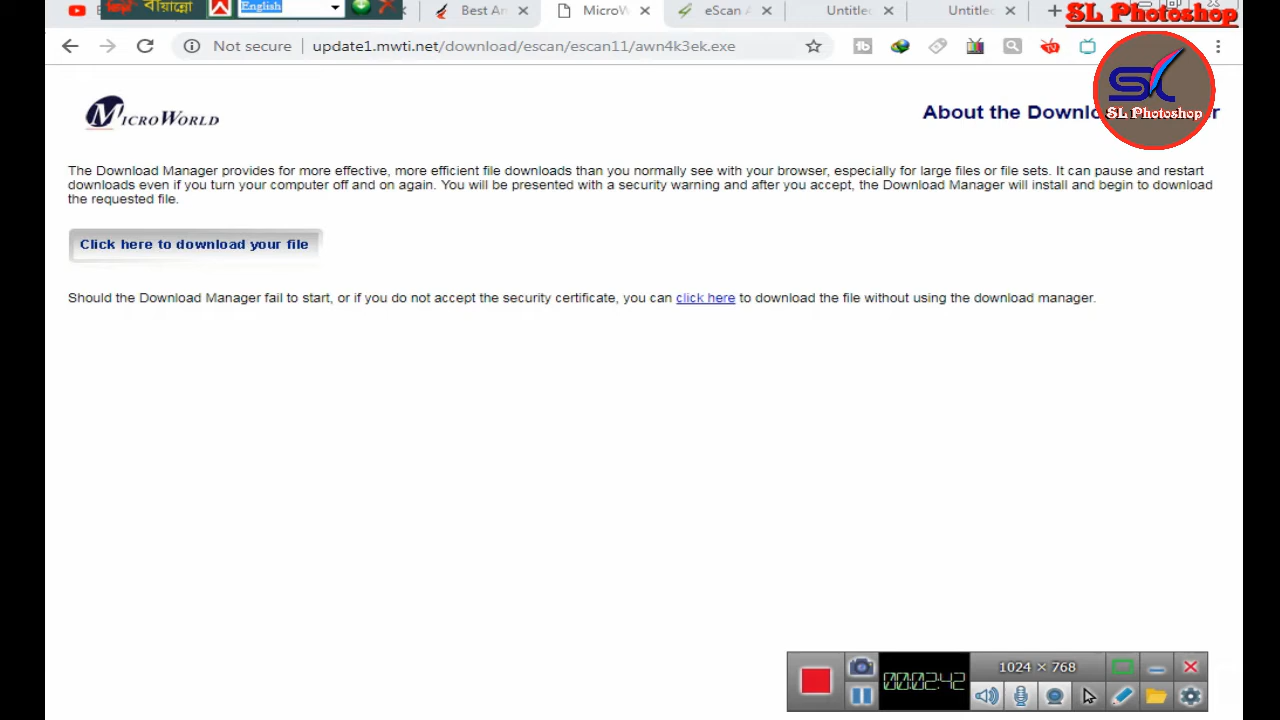 বায়ান্নো
English
Best An
MicroW
eScan
Untitle
Untitle
SL Photoshop
Not secure
update1.mwti.net/download/escan/escan11/awn4k3ek.exe
MICROWORLD
About the Downlo
r
SL
SL Photoshop
The Download Manager provides for more effective, more efficient file downloads than you normally see with your browser, especially for large files or file sets. It can pause and restart
downloads even if you turn your computer off and on again. You will be presented with a security warning and after you accept, the Download Manager will install and begin to download
the requested file.
Click here to download your file
Should the Download Manager fail to start, or if you do not accept the security certificate, you can click here to download the file without using the download manager.
1024 × 768
00:02:42